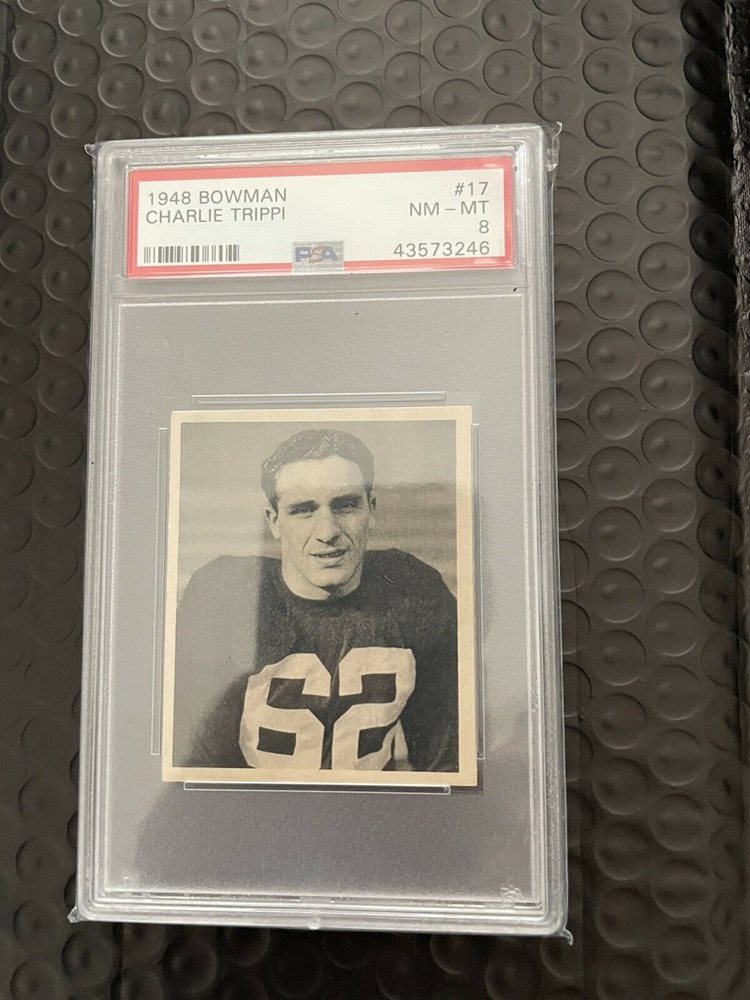 1948 BOWMAN
CHARLIE TRIPPI
#17
NM - MT
8
PSA
43573246
62